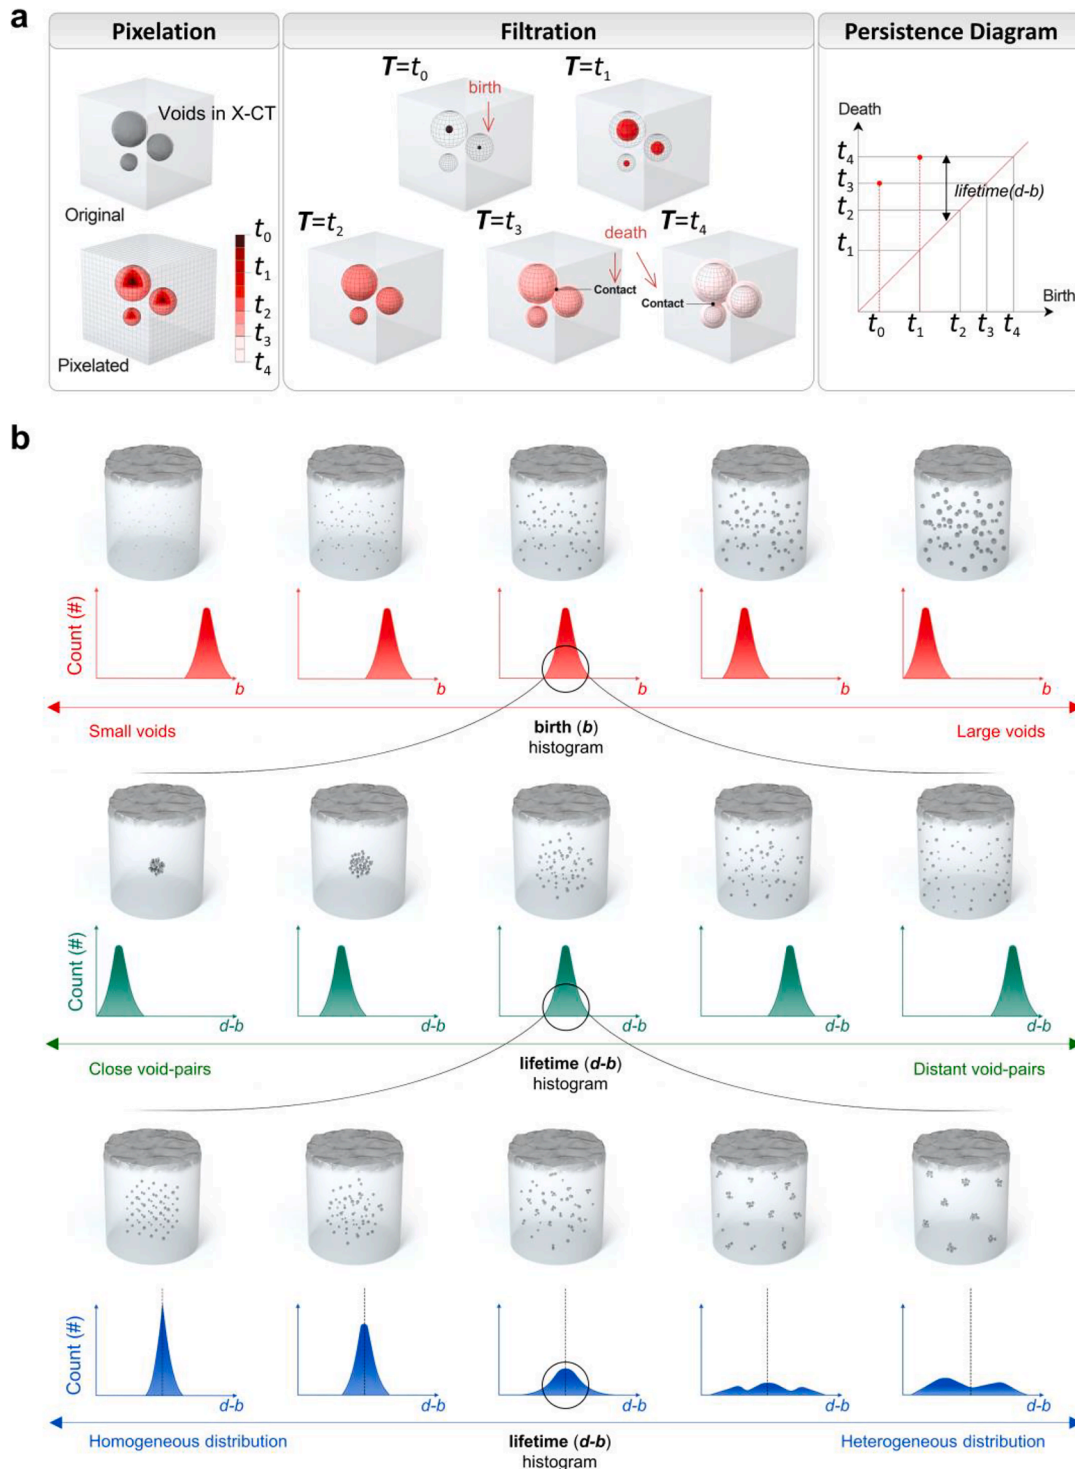 a
Pixelation
Filtration
Persistence Diagram
Voids in X-CT
Original
t0
t1
t2
t3
t4
Pixelated
T=t0
birth
T=t1
T=t2
T=t3
death
T=t4
Contact
Contact
Death
t4
t3
t2
t1
lifetime(d-b)
Birth
t0 t1 t2 t3 t4
b
Count (#)
b b b b b
Small voids
birth (b)
histogram
Large voids
Count (#)
d-b d-b d-b d-b d-b
Close void-pairs
lifetime (d-b)
histogram
Distant void-pairs
Count (#)
d-b d-b d-b d-b d-b
Homogeneous distribution
lifetime (d-b)
histogram
Heterogeneous distribution